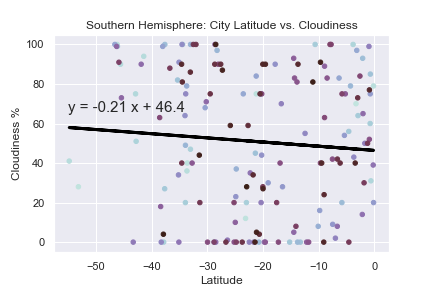 Southern Hemisphere: City Latitude vs. Cloudiness
100
80
y = -0.21 x + 46.4
60
40
20
0
Cloudiness %
−50 −40 −30 −20 −10 0
Latitude